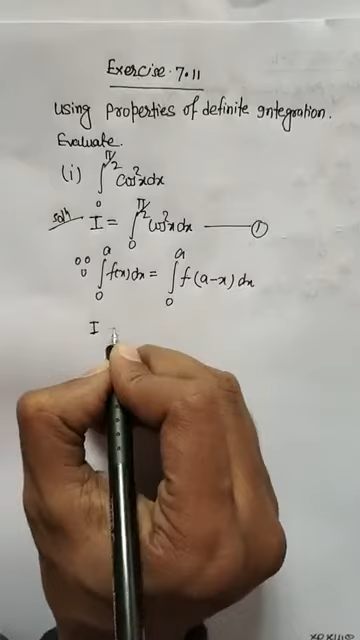 Exercise 7.11
Using Properties of definite integration.
Evaluate.
(i) ∫₀^π/2 cos²x dx
Soln. I = ∫₀^π/2 cos²x dx —— ①
∵ ∫₀^a f(x) dx = ∫₀^a f(a-x) dx
I